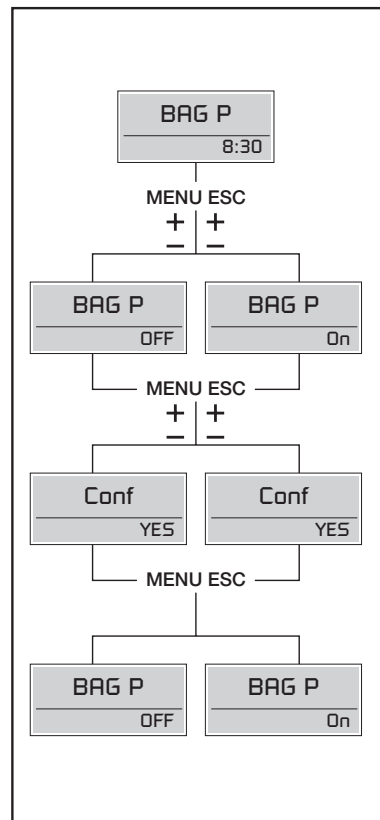 BAG P
8:30
MENU ESC
+ +
– –
BAG P BAG P
OFF On
MENU ESC
+ +
– –
Conf Conf
YES YES
MENU ESC
BAG P BAG P
OFF On